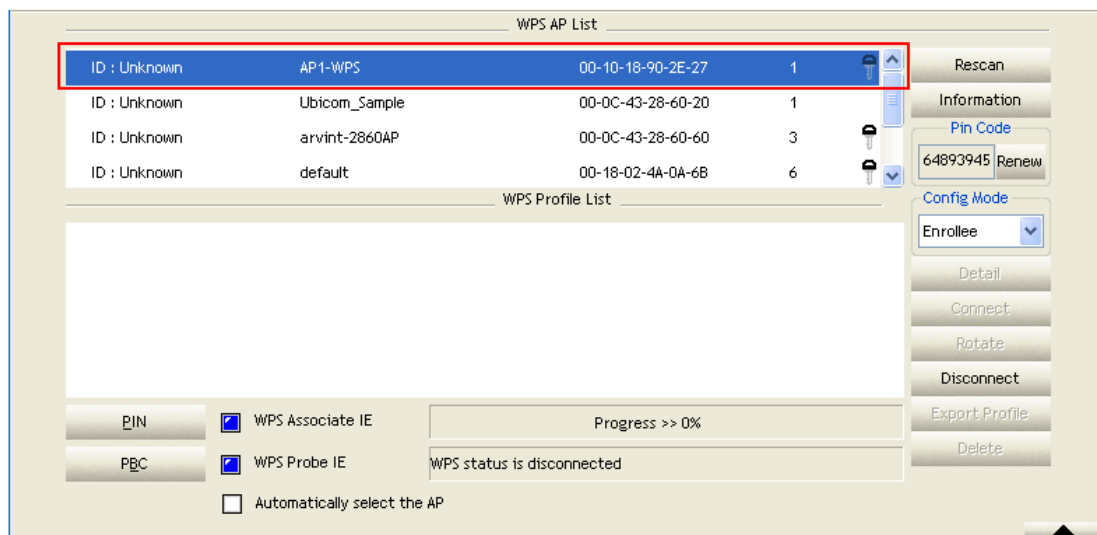 WPS AP List
ID : Unknown AP1-WPS 00-10-18-90-2E-27 1
Rescan
ID : Unknown Ubicom_Sample 00-0C-43-28-60-20 1
Information
ID : Unknown arvint-2860AP 00-0C-43-28-60-60 3
Pin Code
64893945 Renew
ID : Unknown default 00-18-02-4A-0A-6B 6
WPS Profile List
Config Mode
Enrollee
Detail
Connect
Rotate
Disconnect
PIN WPS Associate IE Progress >> 0%
Export Profile
PBC WPS Probe IE WPS status is disconnected
Delete
Automatically select the AP